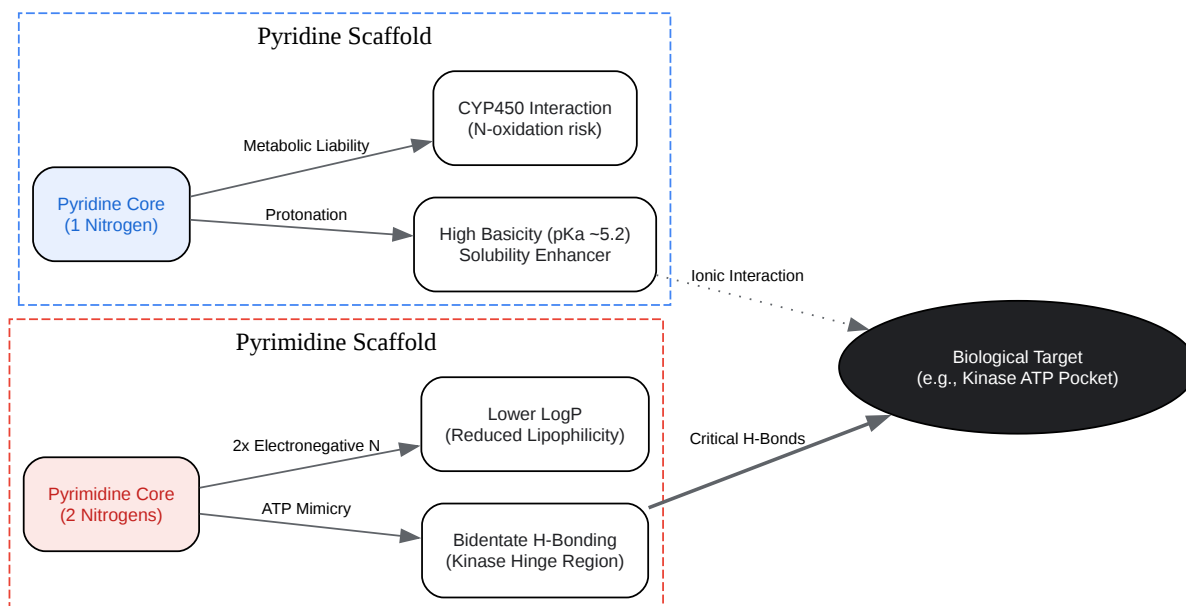 Pyridine Scaffold
CYP450 Interaction
(N-oxidation risk)
Metabolic Liability
Pyridine Core
(1 Nitrogen)
Protonation
High Basicity (pKa ~5.2)
Solubility Enhancer
Ionic Interaction
Biological Target
(e.g., Kinase ATP Pocket)
Pyrimidine Scaffold
Lower LogP
(Reduced Lipophilicity)
2x Electronegative N
Critical H-Bonds
Pyrimidine Core
(2 Nitrogens)
ATP Mimicry
Bidentate H-Bonding
(Kinase Hinge Region)